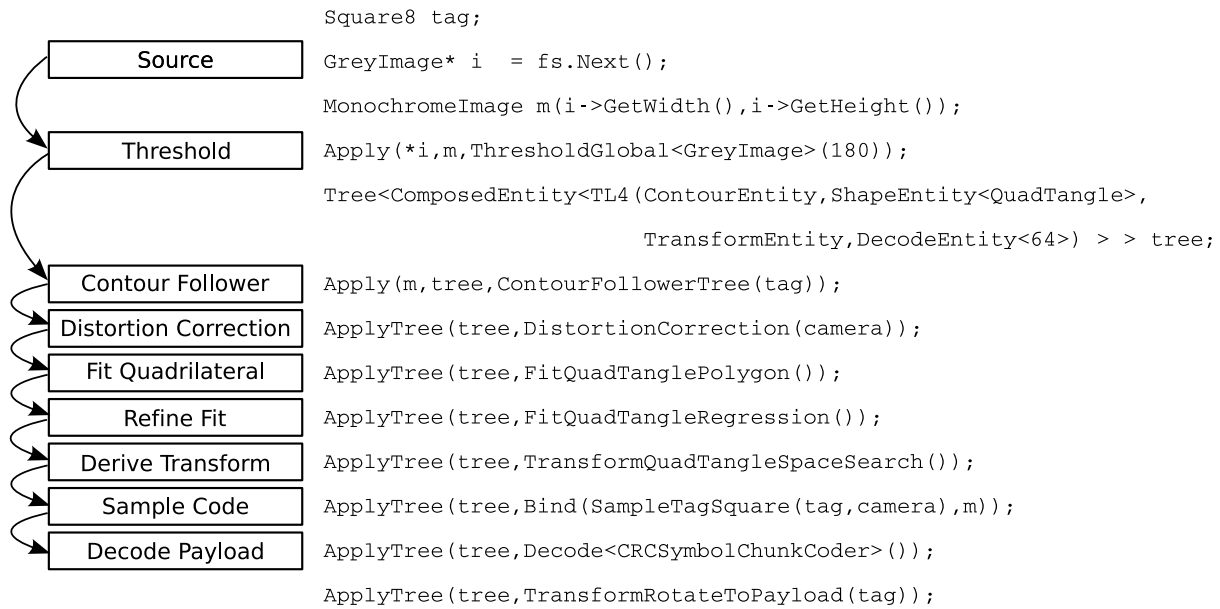 Square8 tag;
Source GreyImage* i  = fs.Next();
MonochromeImage m(i->GetWidth(),i->GetHeight());
Threshold Apply(*i,m,ThresholdGlobal<GreyImage>(180));
Tree<ComposedEntity<TL4(ContourEntity,ShapeEntity<QuadTangle>,
TransformEntity,DecodeEntity<64>) > > tree;
Contour Follower Apply(m,tree,ContourFollowerTree(tag));
Distortion Correction ApplyTree(tree,DistortionCorrection(camera));
Fit Quadrilateral ApplyTree(tree,FitQuadTanglePolygon());
Refine Fit ApplyTree(tree,FitQuadTangleRegression());
Derive Transform ApplyTree(tree,TransformQuadTangleSpaceSearch());
Sample Code ApplyTree(tree,Bind(SampleTagSquare(tag,camera),m));
Decode Payload ApplyTree(tree,Decode<CRCSymbolChunkCoder>());
ApplyTree(tree,TransformRotateToPayload(tag));